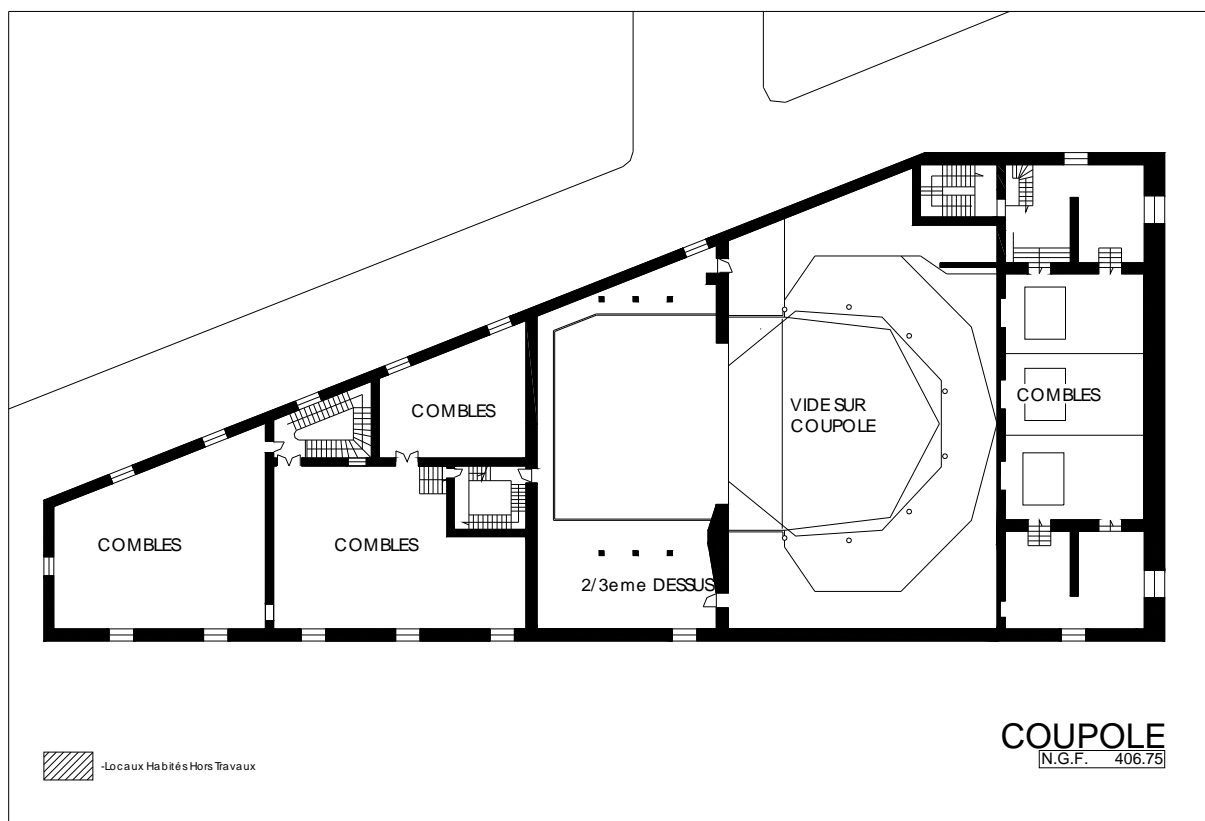 COMBLES
VIDE SUR
COUPOLE
COMBLES
COMBLES
COMBLES
2/3eme DESSUS
COUPOLE
N.G.F. 406.75
-Locaux Habités Hors Travaux